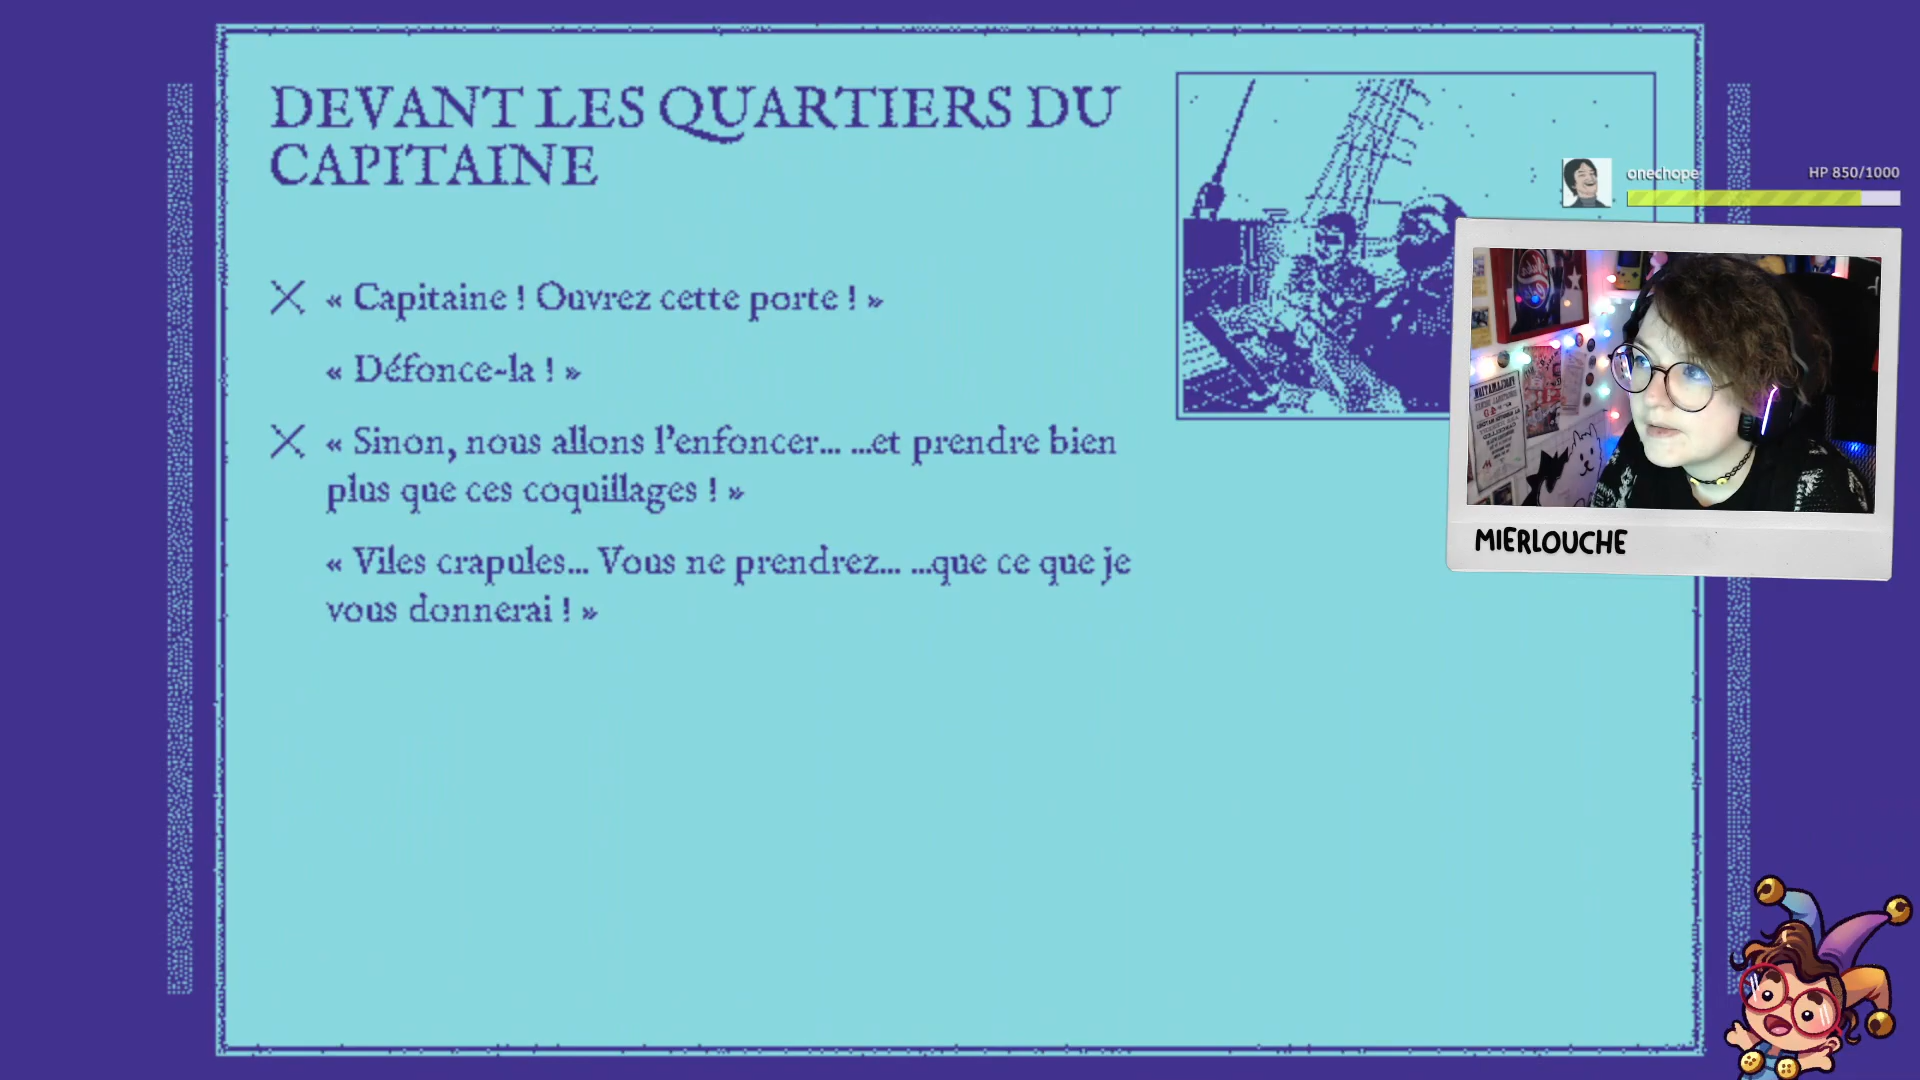 DEVANT LES QUARTIERS DU
CAPITAINE
« Capitaine ! Ouvrez cette porte ! »
« Défonce-la ! »
« Sinon, nous allons l'enfoncer... ...et prendre bien
plus que ces coquillages ! »
« Viles crapules... Vous ne prendrez... ...que ce que je
vous donnerai ! »
onechope
HP 850/1000
MIERLOUCHE